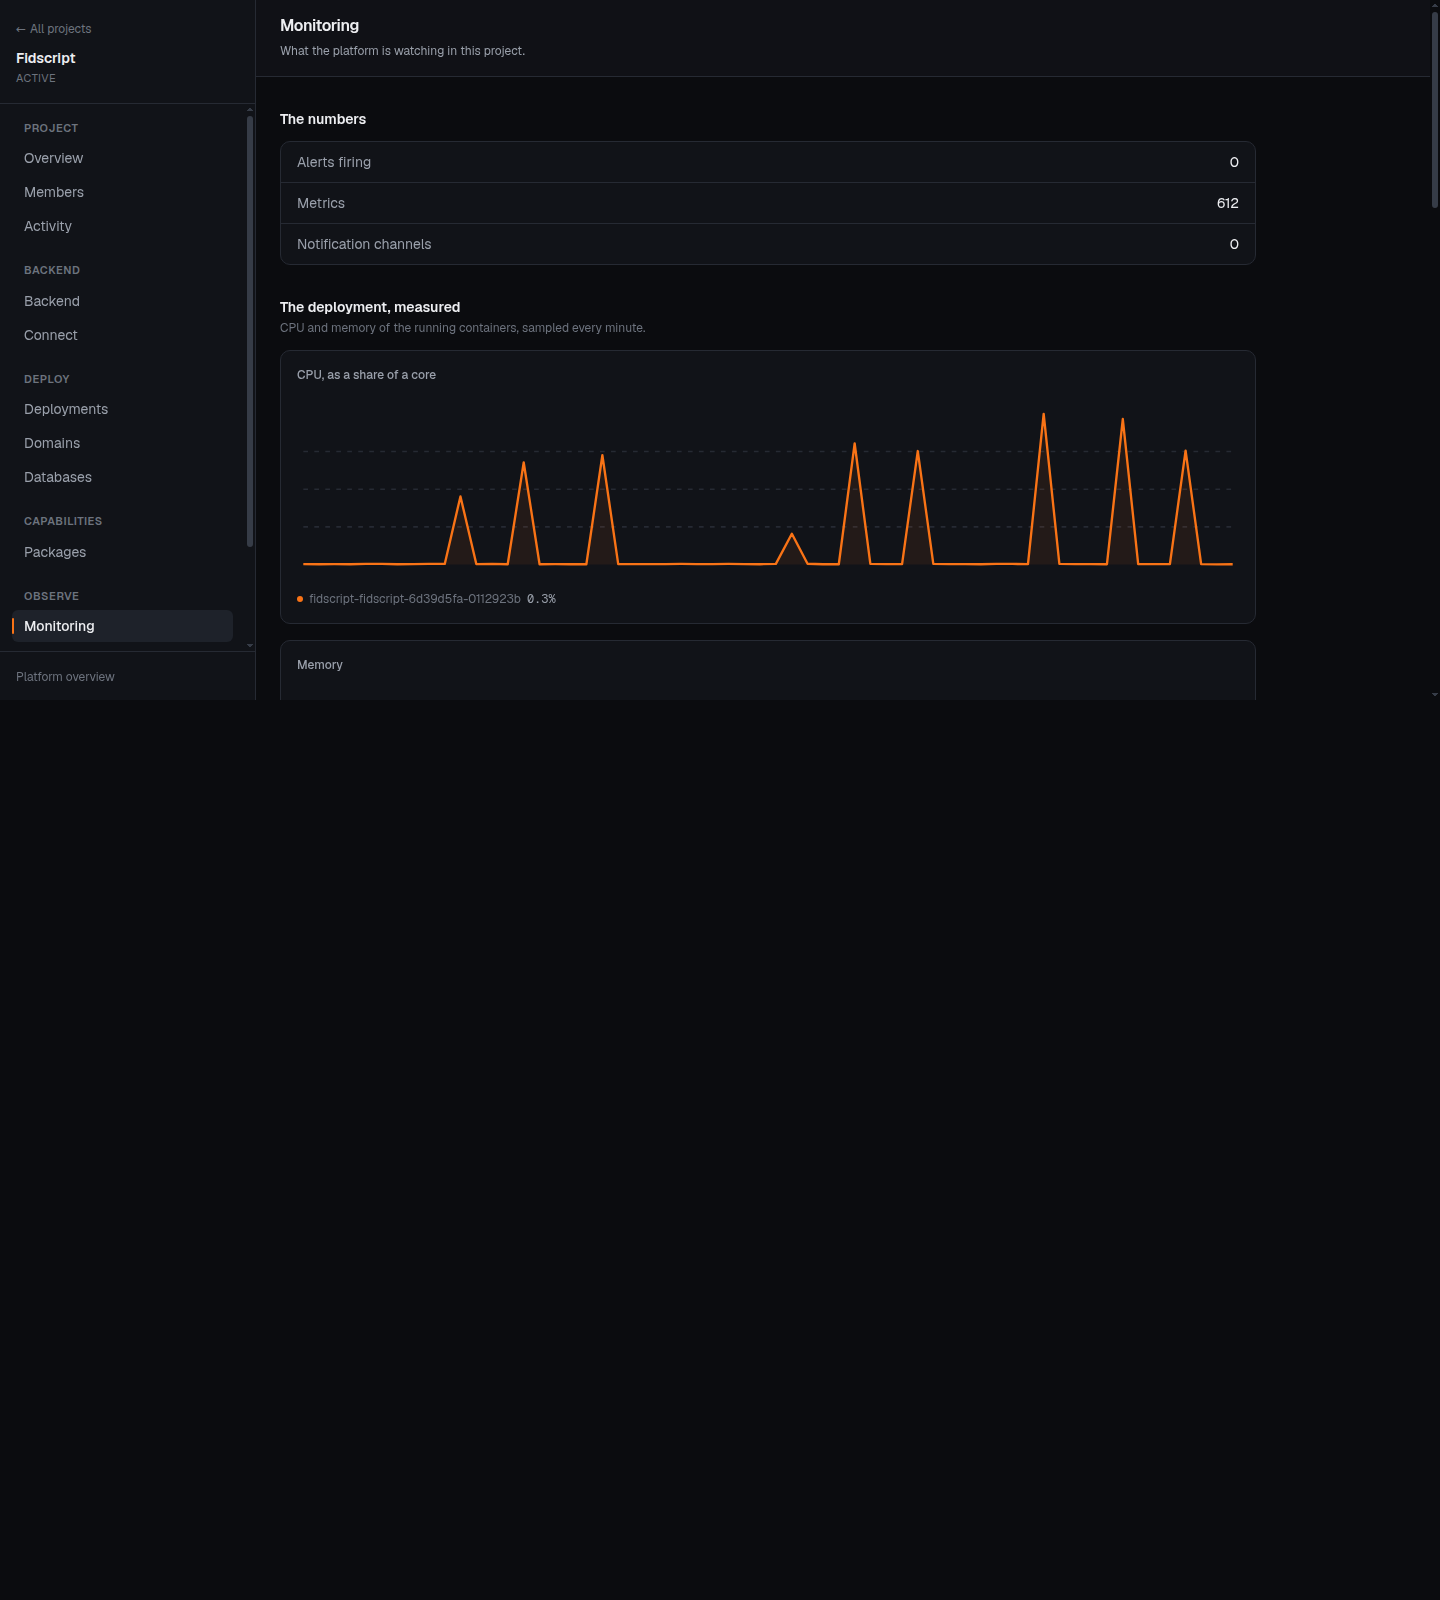 ← All projects
Fidscript
ACTIVE
PROJECT
Overview
Members
Activity
BACKEND
Backend
Connect
DEPLOY
Deployments
Domains
Databases
CAPABILITIES
Packages
OBSERVE
Monitoring
Platform overview
Monitoring
What the platform is watching in this project.
The numbers
Alerts firing 0
Metrics 612
Notification channels 0
The deployment, measured
CPU and memory of the running containers, sampled every minute.
CPU, as a share of a core
fidscript-fidscript-6d39d5fa-0112923b 0.3%
Memory